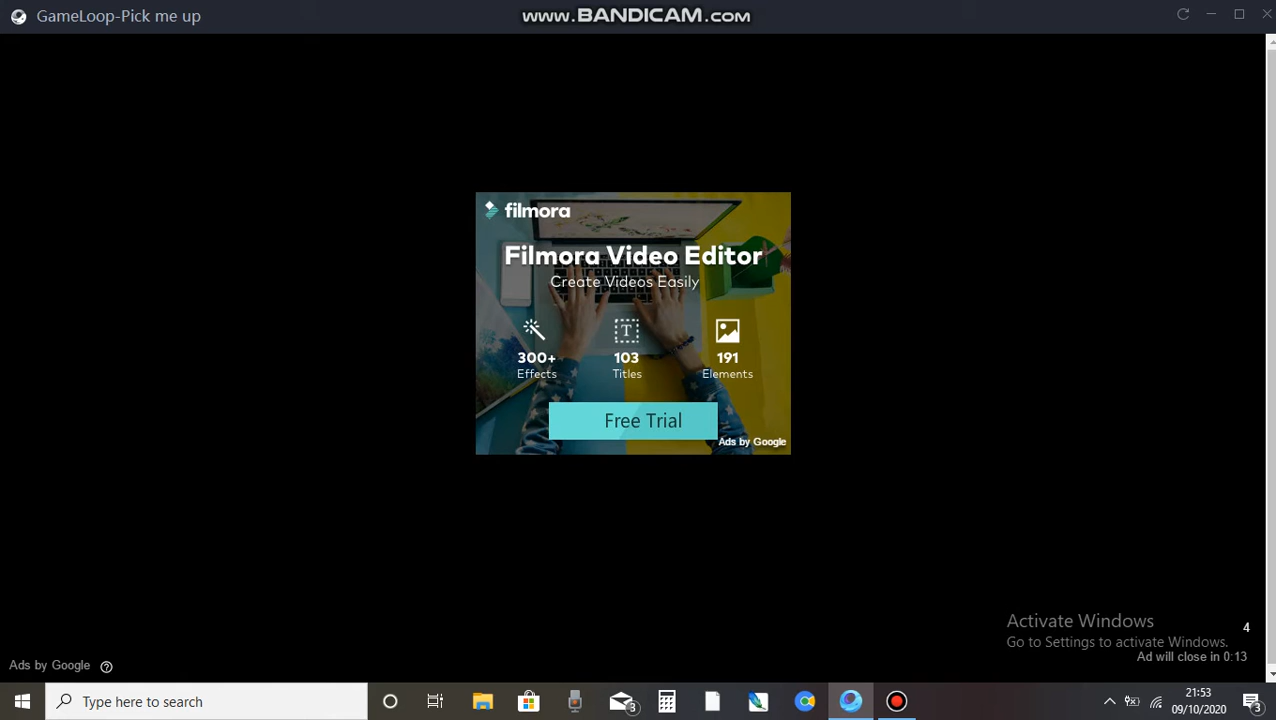 GameLoop-Pick me up
www.BANDICAM.com
filmora
Filmora Video Editor
Create Videos Easily
300+ 103 191
Effects Titles Elements
Free Trial
Ads by Google
Activate Windows
4
Go to Settings to activate Windows.
Ad will close in 0:13
Ads by Google
Type here to search
3
21:53
09/10/2020
3